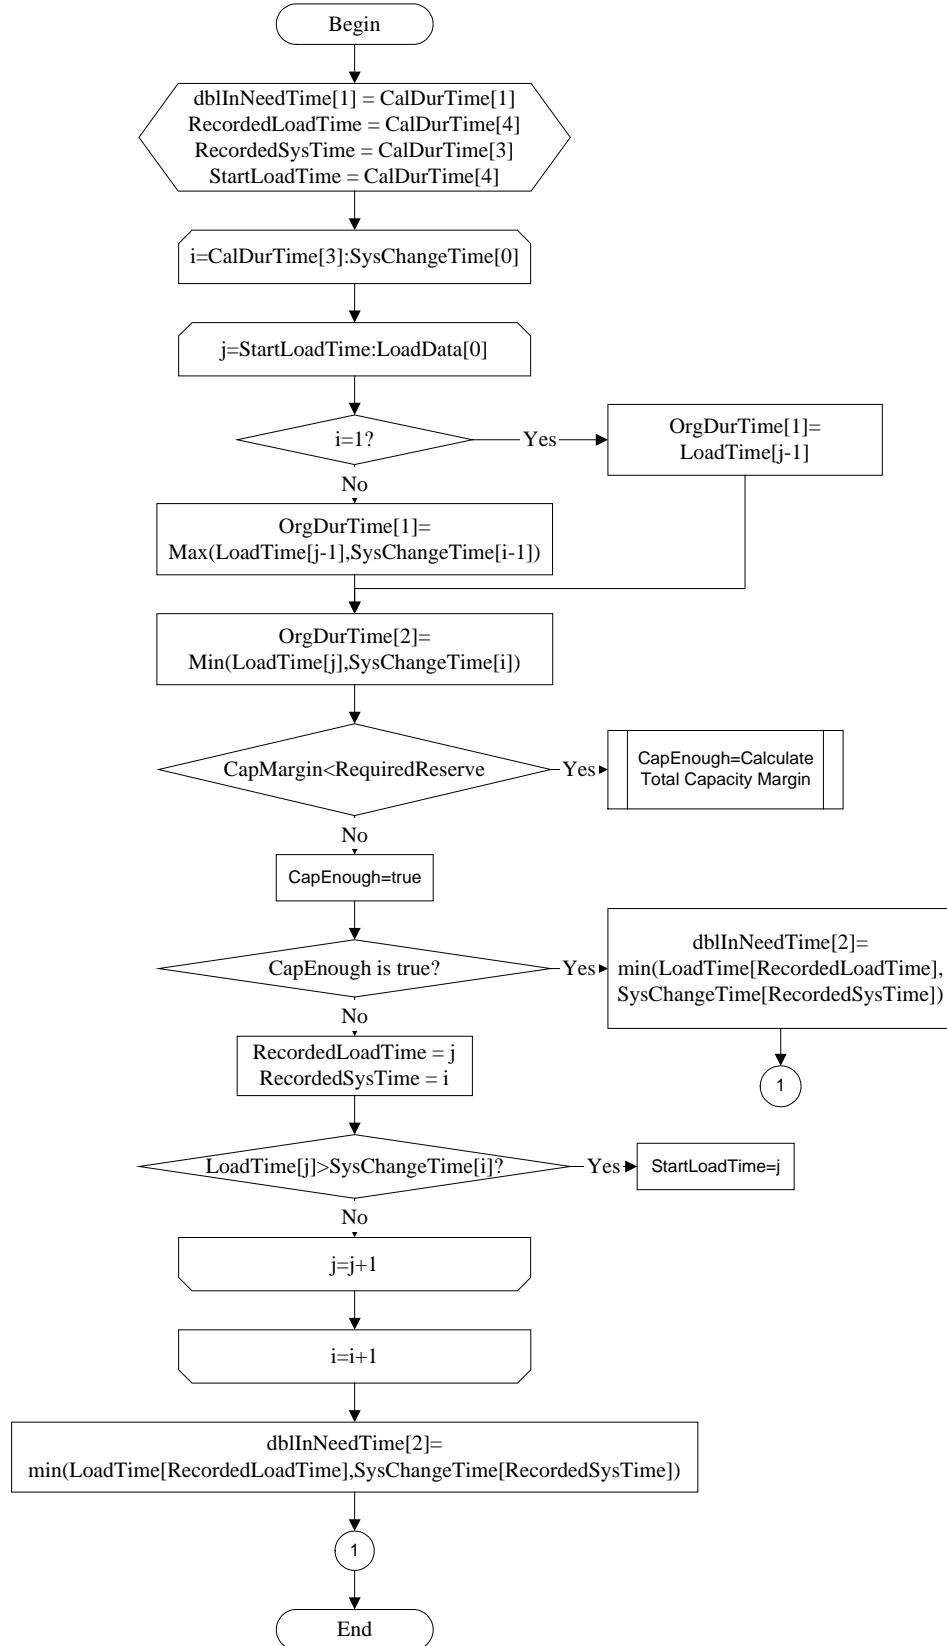 Begin
dblInNeedTime[1] = CalDurTime[1]
RecordedLoadTime = CalDurTime[4]
RecordedSysTime = CalDurTime[3]
StartLoadTime = CalDurTime[4]
i=CalDurTime[3]:SysChangeTime[0]
j=StartLoadTime:LoadData[0]
i=1?
Yes
OrgDurTime[1]=
LoadTime[j-1]
No
OrgDurTime[1]=
Max(LoadTime[j-1],SysChangeTime[i-1])
OrgDurTime[2]=
Min(LoadTime[j],SysChangeTime[i])
CapMargin<RequiredReserve
Yes
CapEnough=Calculate
Total Capacity Margin
No
CapEnough=true
CapEnough is true?
Yes
dblInNeedTime[2]=
min(LoadTime[RecordedLoadTime],
SysChangeTime[RecordedSysTime])
1
No
RecordedLoadTime = j
RecordedSysTime = i
LoadTime[j]>SysChangeTime[i]?
Yes
StartLoadTime=j
No
j=j+1
i=i+1
dblInNeedTime[2]=
min(LoadTime[RecordedLoadTime],SysChangeTime[RecordedSysTime])
1
End